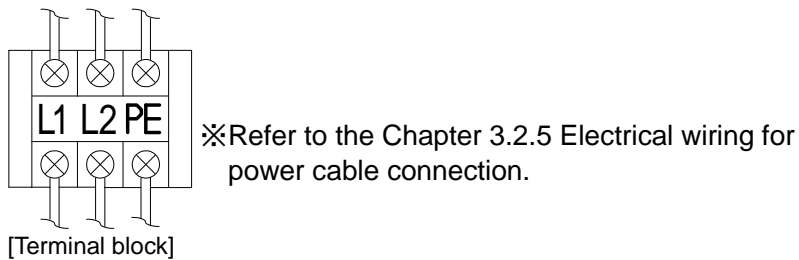 L1 L2 PE
※Refer to the Chapter 3.2.5 Electrical wiring for
power cable connection.
[Terminal block]